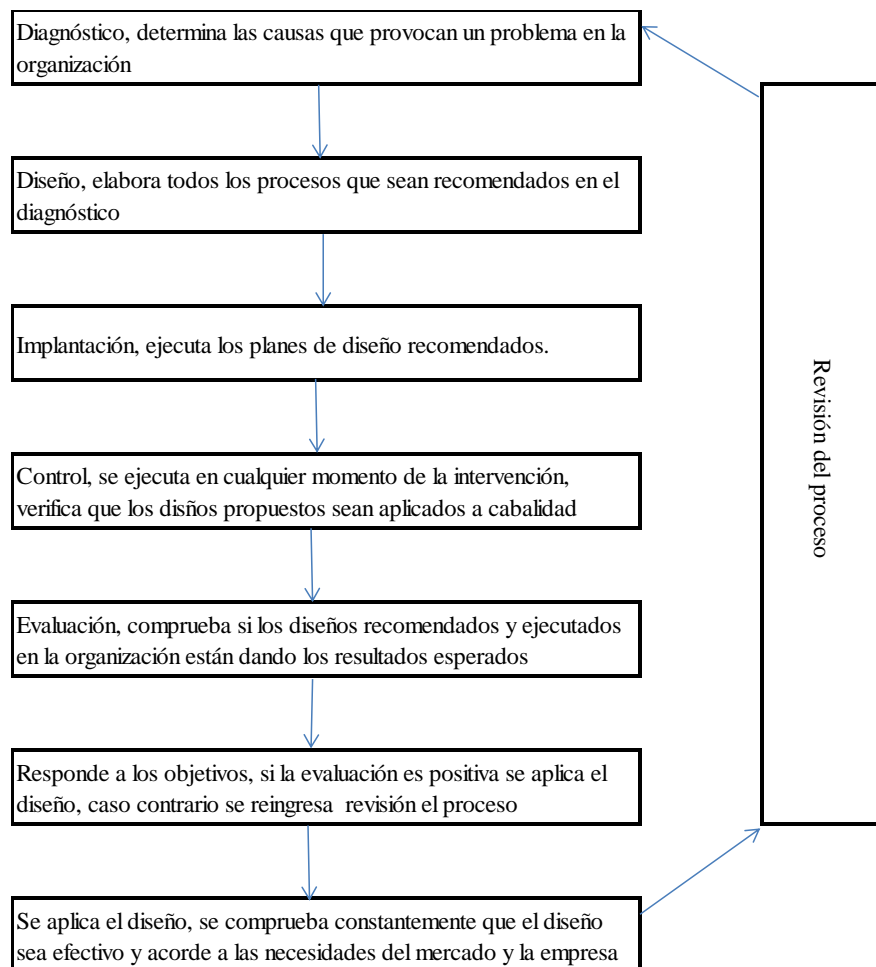 Diagnóstico, determina las causas que provocan un problema en la
organización
Diseño, elabora todos los procesos que sean recomendados en el
diagnóstico
Implantación, ejecuta los planes de diseño recomendados.
Control, se ejecuta en cualquier momento de la intervención,
verifica que los disños propuestos sean aplicados a cabalidad
Evaluación, comprueba si los diseños recomendados y ejecutados
en la organización están dando los resultados esperados
Responde a los objetivos, si la evaluación es positiva se aplica el
diseño, caso contrario se reingresa  revisión el proceso
Se aplica el diseño, se comprueba constantemente que el diseño
sea efectivo y acorde a las necesidades del mercado y la empresa
Revisión del proceso